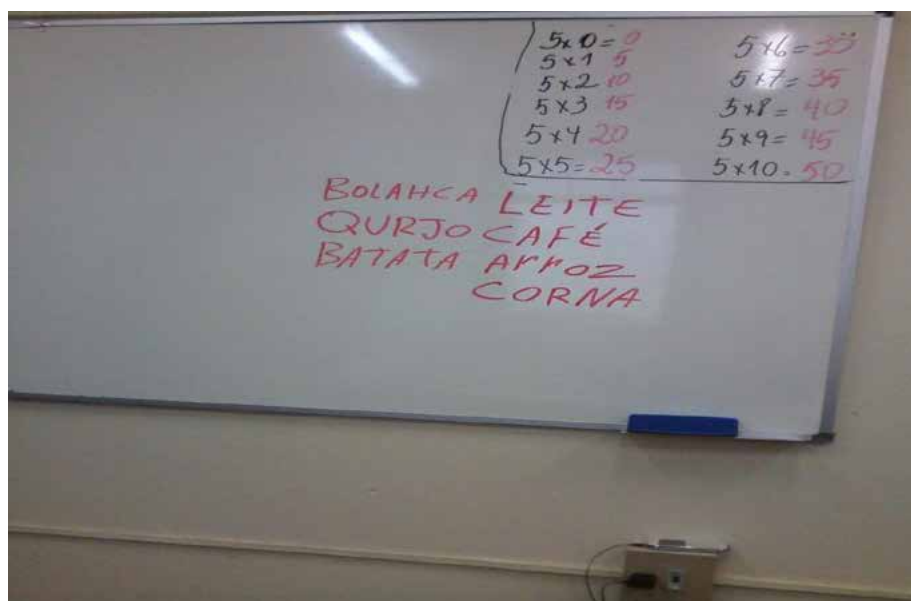 5x0=0
5x1 5
5x2 10
5x3 15
5x4 20
5x5=25
5x6=30
5x7=35
5x8=40
5x9=45
5x10=50
BOLAHCA LEITE
QURJO CAFÉ
BATATA ArrOZ
CORNA